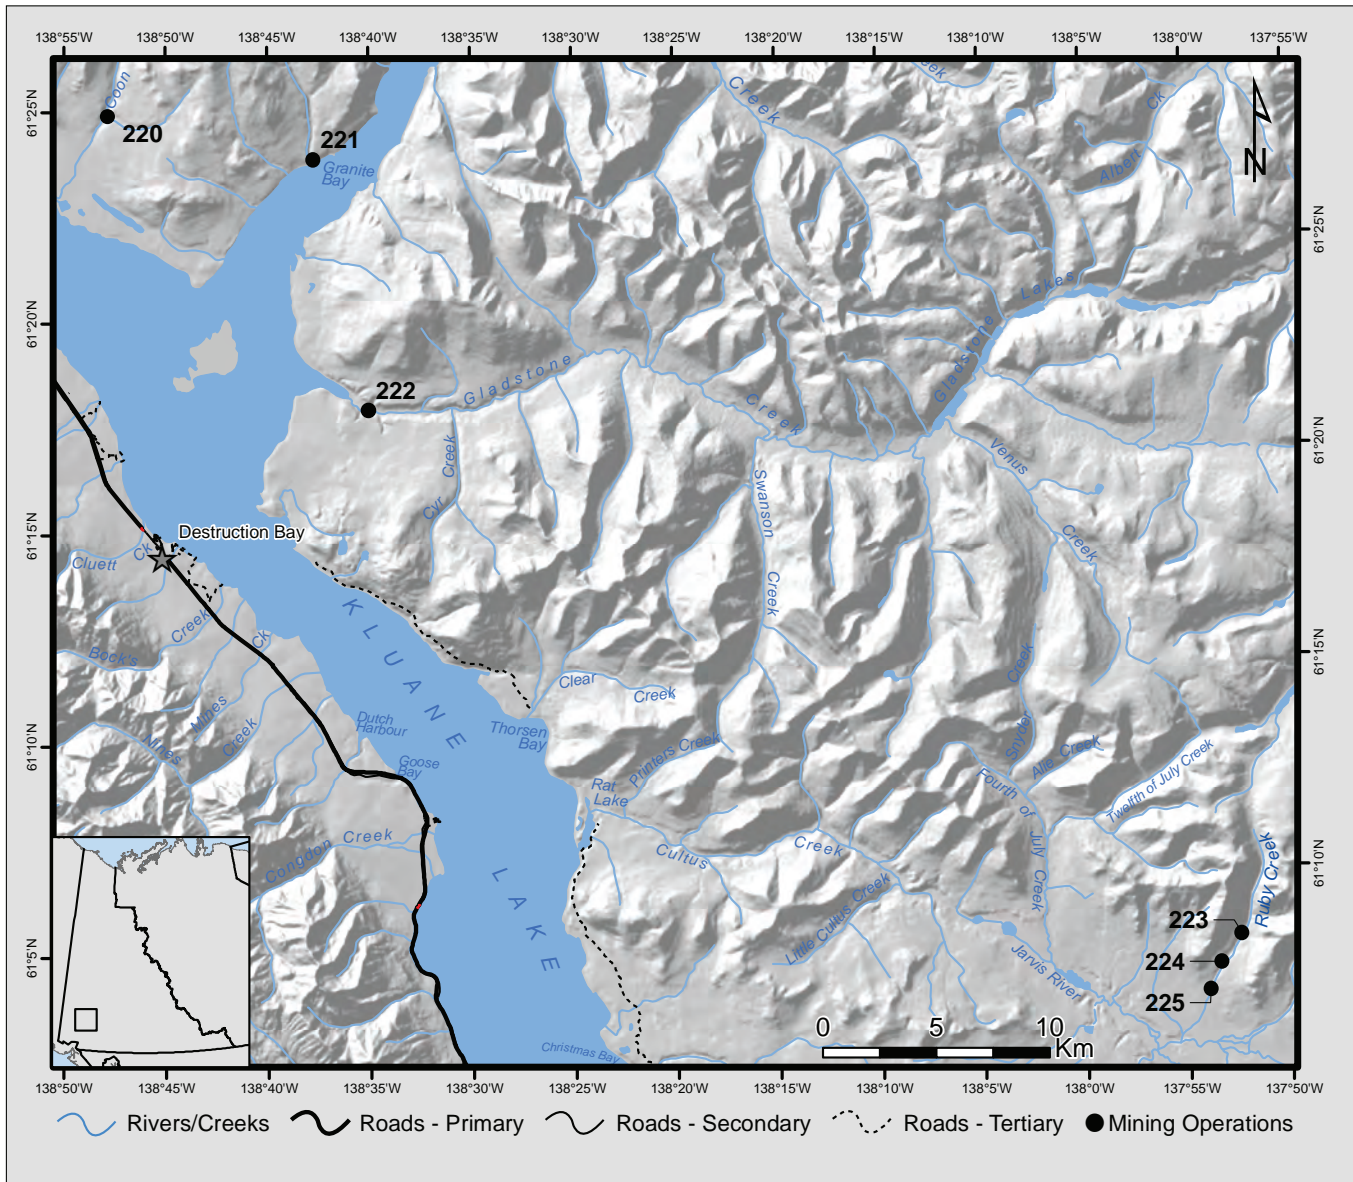 138°55'W 138°50'W 138°45'W 138°40'W 138°35'W 138°30'W 138°25'W 138°20'W 138°15'W 138°10'W 138°5'W 138°0'W 137°55'W
61°25'N
61°20'N
61°15'N
61°10'N
61°5'N
61°25'N
61°20'N
61°15'N
61°10'N
220
221
Granite
Bay
Creek
Albert Ck
N
Gladstone Lakes
222
Gladstone Creek
Cyr Creek
Swanson Creek
Venus Creek
Destruction Bay
Cluett Ck
Bock's Creek
Nines Creek
Mines Ck
KLUANE LAKE
Dutch
Harbour
Goose
Bay
Congdon Creek
Clear Creek
Thorsen
Bay
Printers Creek
Rat
Lake
Cultus Creek
Little Cultus Creek
Snyder Creek
Alie Creek
Fourth of July Creek
Twelfth of July Creek
Ruby Creek
Jarvis River
Christmas Bay
223
224
225
0 5 10
Km
138°50'W 138°45'W 138°40'W 138°35'W 138°30'W 138°25'W 138°20'W 138°15'W 138°10'W 138°5'W 138°0'W 137°55'W 137°50'W
Rivers/Creeks Roads - Primary Roads - Secondary Roads - Tertiary Mining Operations